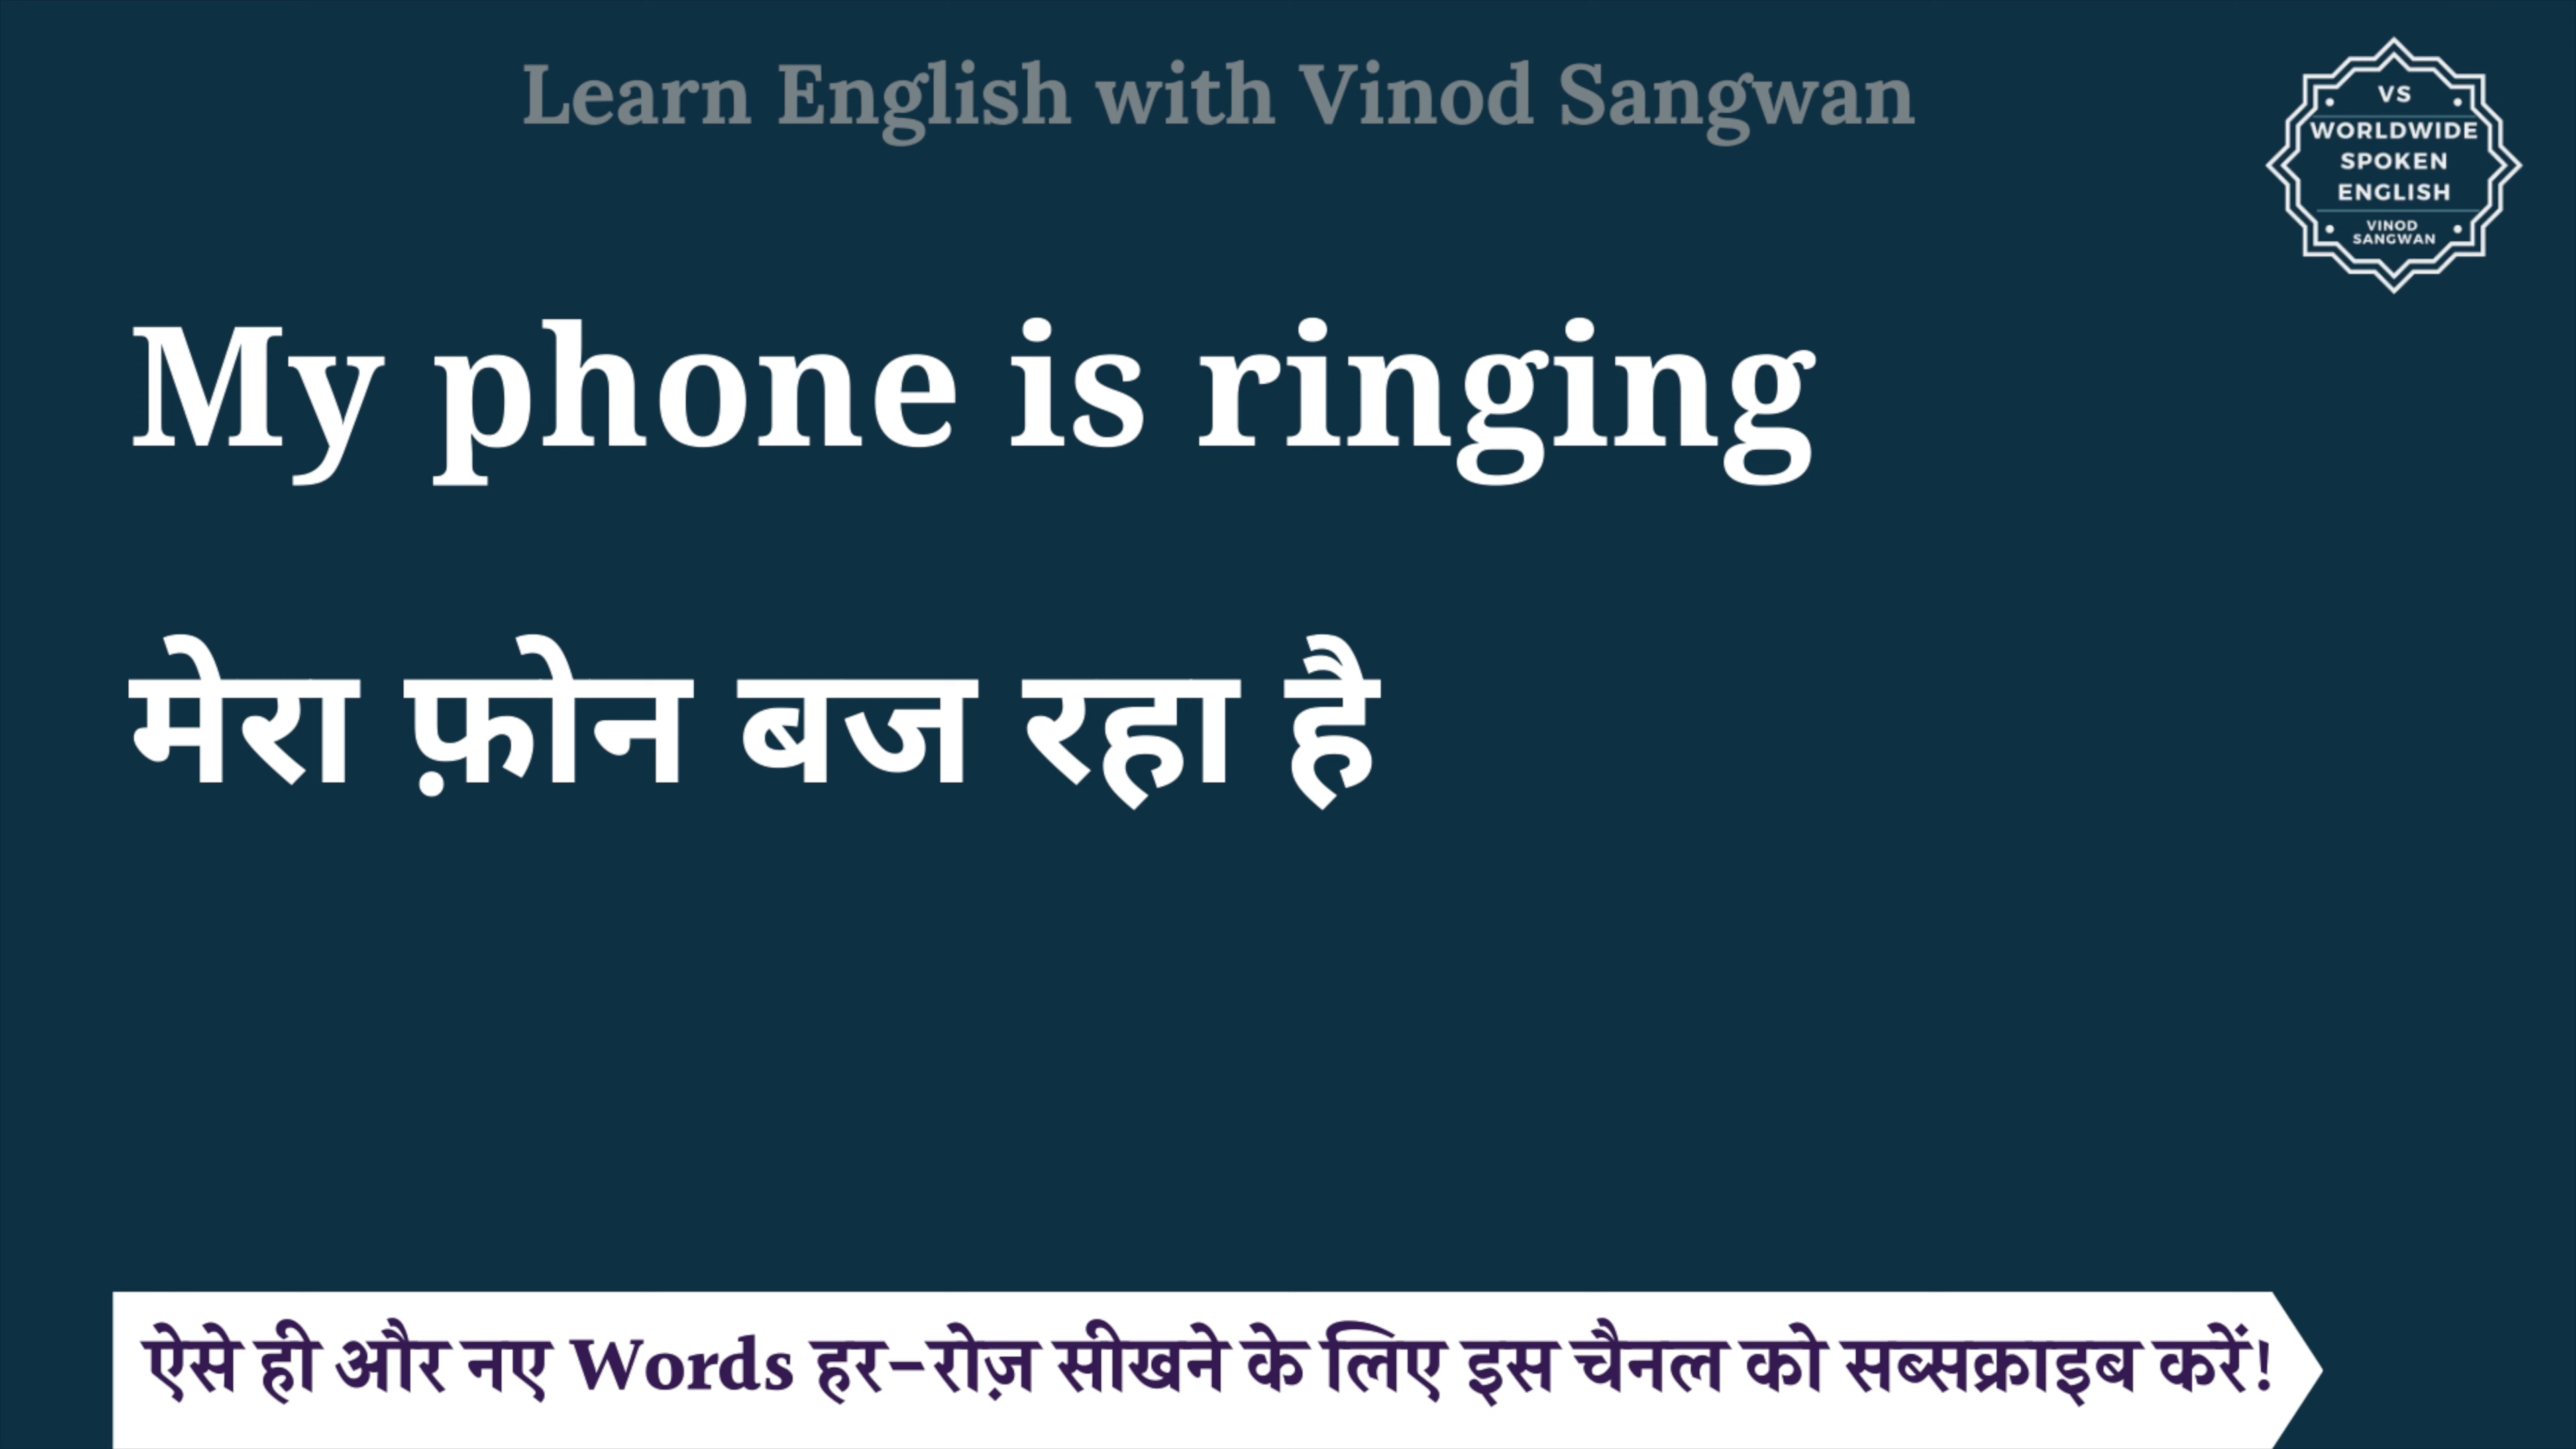 Learn English with Vinod Sangwan
VS
WORLDWIDE
SPOKEN
ENGLISH
VINOD
SANGWAN
My phone is ringing
मेरा फ़ोन बज रहा है
ऐसे ही और नए Words हर-रोज़ सीखने के लिए इस चैनल को सब्सक्राइब करें!